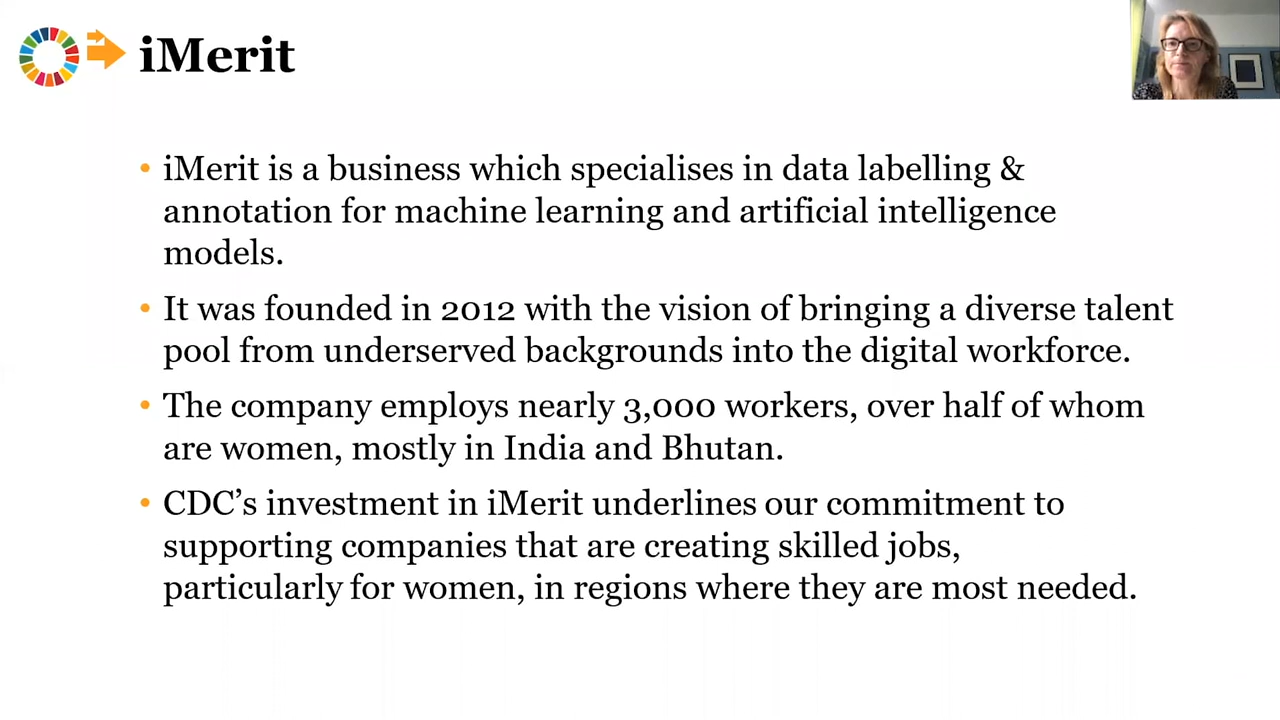 iMerit
• iMerit is a business which specialises in data labelling &
annotation for machine learning and artificial intelligence
models.
• It was founded in 2012 with the vision of bringing a diverse talent
pool from underserved backgrounds into the digital workforce.
• The company employs nearly 3,000 workers, over half of whom
are women, mostly in India and Bhutan.
• CDC’s investment in iMerit underlines our commitment to
supporting companies that are creating skilled jobs,
particularly for women, in regions where they are most needed.